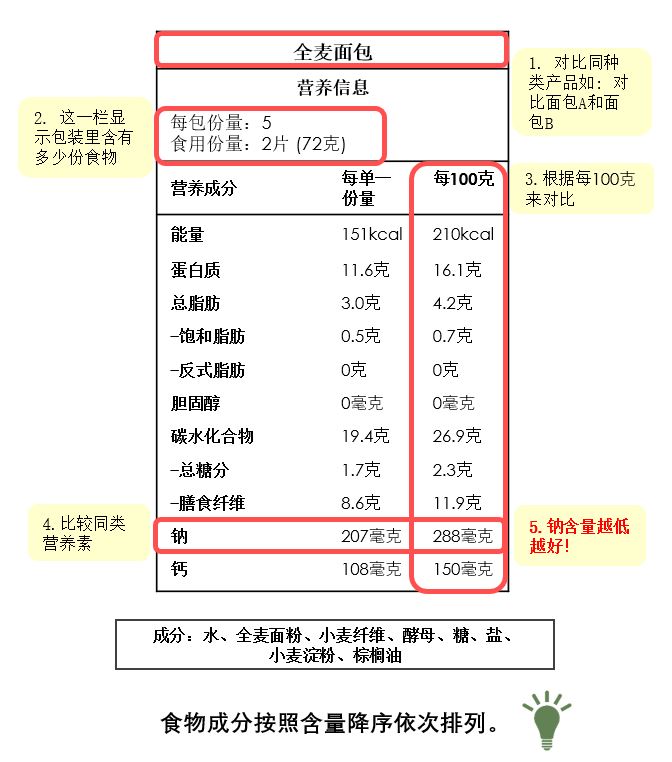 全麦面包
营养信息
1. 对比同种
类产品如: 对
比面包A和面
包B
2. 这一栏显
示包装里含有
多少份食物
每包份量: 5
食用份量: 2片 (72克)
3.根据每100克
来对比
营养成分 每单一份量 每100克
能量 151kcal 210kcal
蛋白质 11.6克 16.1克
总脂肪 3.0克 4.2克
–饱和脂肪 0.5克 0.7克
–反式脂肪 0克 0克
胆固醇 0毫克 0毫克
碳水化合物 19.4克 26.9克
–总糖分 1.7克 2.3克
–膳食纤维 8.6克 11.9克
4.比较同类
营养素
钠 207毫克 288毫克
5.钠含量越低
越好!
钙 108毫克 150毫克
成分: 水、全麦面粉、小麦纤维、酵母、糖、盐、
小麦淀粉、棕榈油
食物成分按照含量降序依次排列。